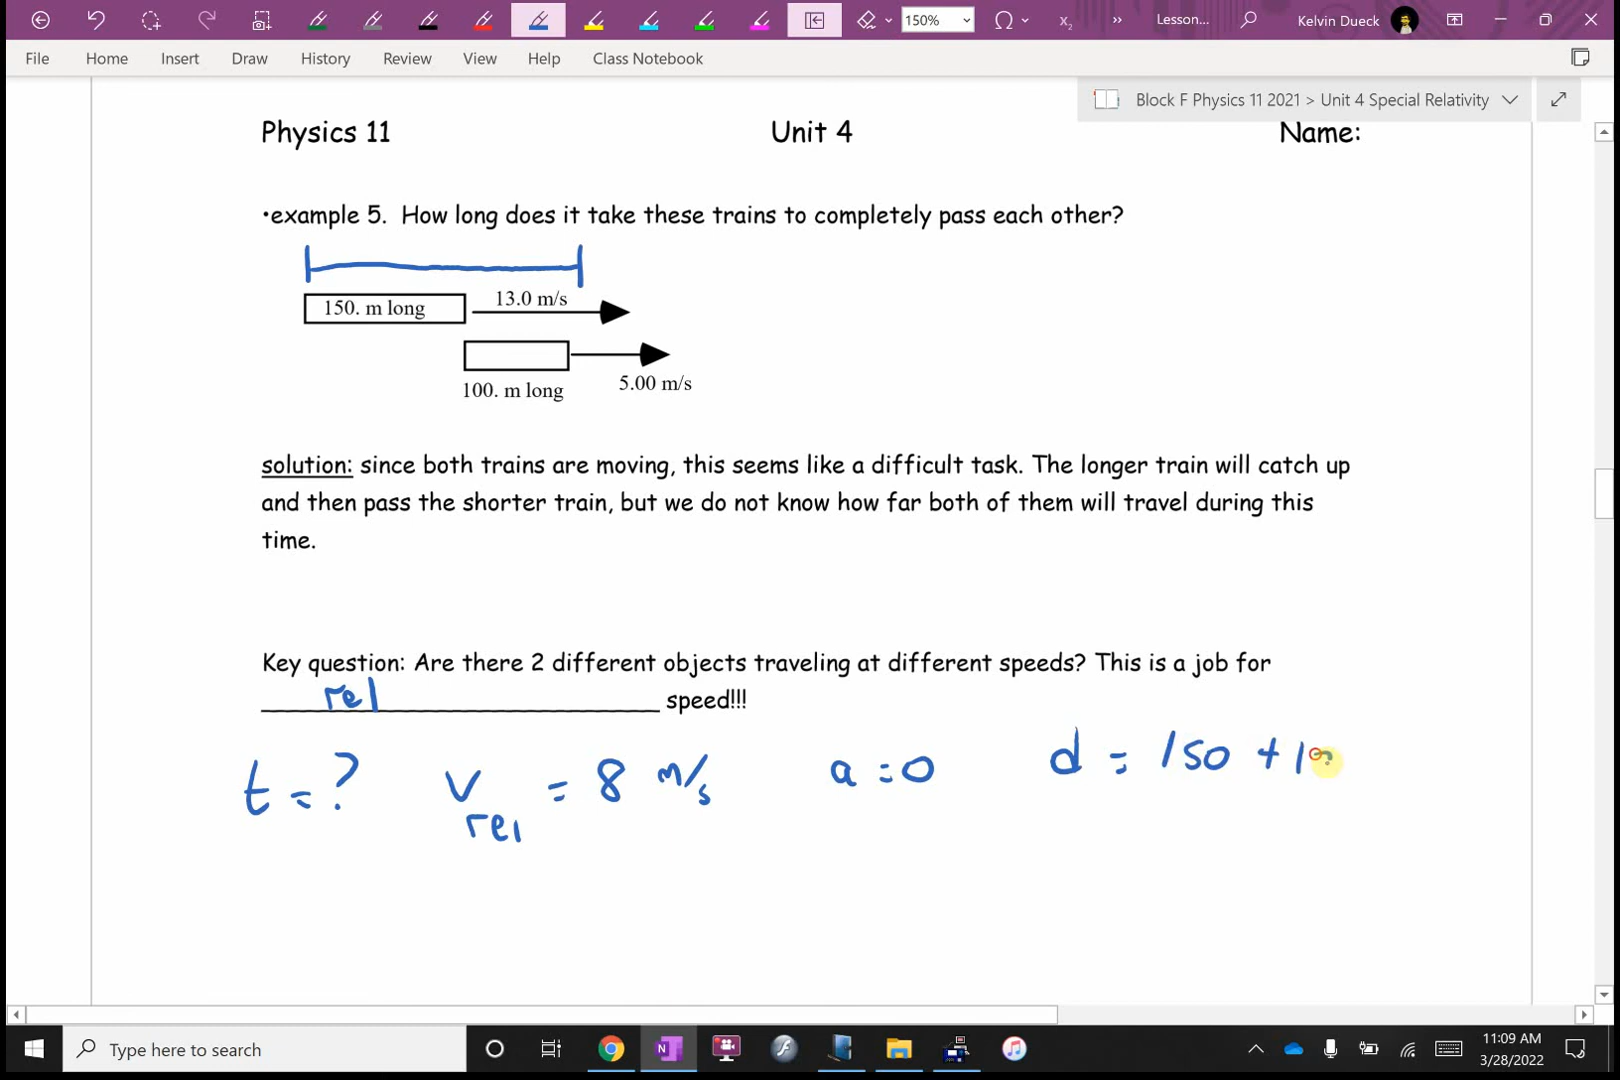 150% Lesson... Kelvin Dueck
File Home Insert Draw History Review View Help Class Notebook
Block F Physics 11 2021 > Unit 4 Special Relativity
Physics 11 Unit 4 Name:
•example 5. How long does it take these trains to completely pass each other?
150. m long 13.0 m/s
100. m long 5.00 m/s
solution: since both trains are moving, this seems like a difficult task. The longer train will catch up
and then pass the shorter train, but we do not know how far both of them will travel during this
time.
Key question: Are there 2 different objects traveling at different speeds? This is a job for
rel speed!!!
t = ? v rel = 8 m/s a = 0 d = 150 +
Type here to search
11:09 AM
3/28/2022